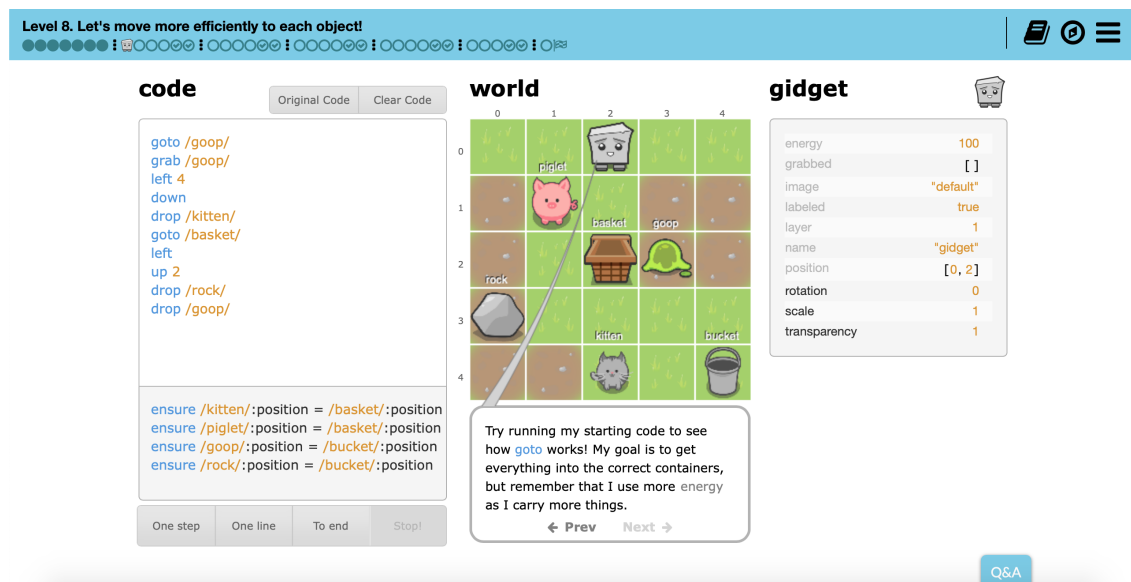 Level 8. Let's move more efficiently to each object!
code
Original Code
Clear Code
goto /goop/
grab /goop/
left 4
down
drop /kitten/
goto /basket/
left
up 2
drop /rock/
drop /goop/
ensure /kitten/:position = /basket/:position
ensure /piglet/:position = /basket/:position
ensure /goop/:position = /bucket/:position
ensure /rock/:position = /bucket/:position
One step
One line
To end
Stop!
world
0 1 2 3 4
0
piglet
1
basket
goop
2
rock
3
kitten
bucket
4
Try running my starting code to see
how goto works! My goal is to get
everything into the correct containers,
but remember that I use more energy
as I carry more things.
← Prev
Next →
gidget
energy 100
grabbed []
image "default"
labeled true
layer 1
name "gidget"
position [0, 2]
rotation 0
scale 1
transparency 1
Q&A